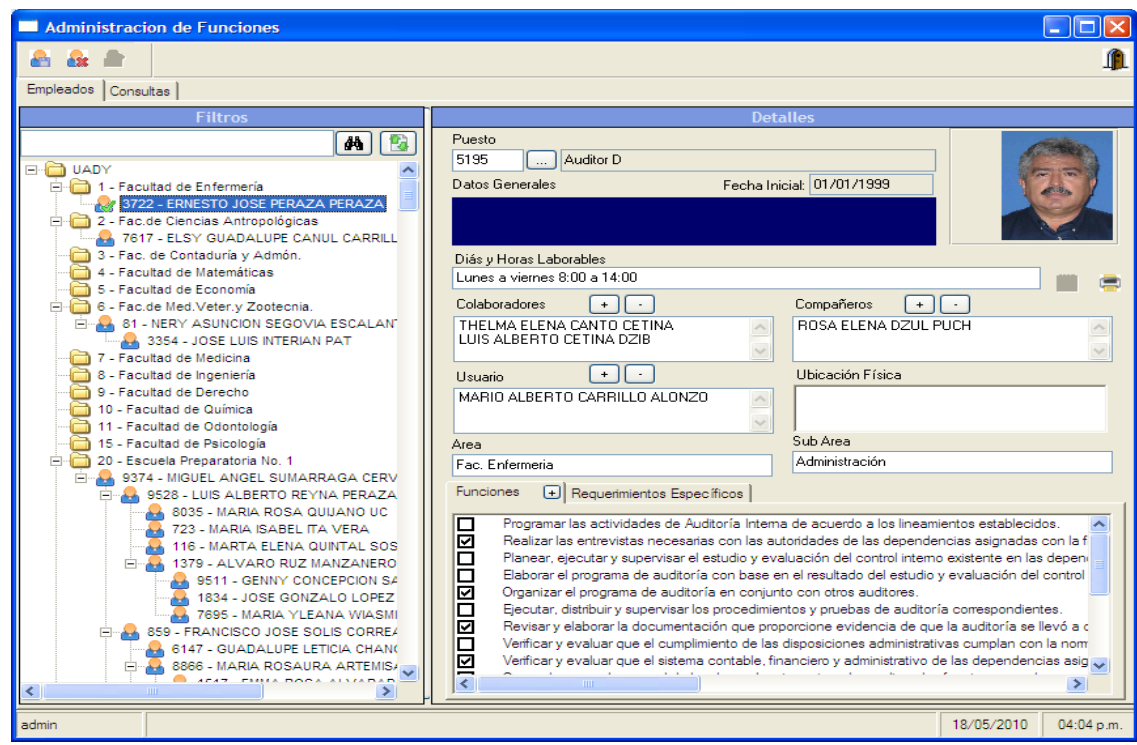 Administracion de Funciones
Empleados
Consultas
Filtros
UADY
1 - Facultad de Enfermería
3722 - ERNESTO JOSE PERAZA PERAZA
2 - Fac.de Ciencias Antropológicas
7617 - ELSY GUADALUPE CANUL CARRILL
3 - Fac. de Contaduría y Admón.
4 - Facultad de Matemáticas
5 - Facultad de Economía
6 - Fac.de Med.Veter.y Zootecnia.
81 - NERY ASUNCION SEGOVIA ESCALAN
3354 - JOSE LUIS INTERIAN PAT
7 - Facultad de Medicina
8 - Facultad de Ingeniería
9 - Facultad de Derecho
10 - Facultad de Química
11 - Facultad de Odontología
15 - Facultad de Psicología
20 - Escuela Preparatoria No. 1
9374 - MIGUEL ANGEL SUMARRAGA CERV
9528 - LUIS ALBERTO REYNA PERAZA
8035 - MARIA ROSA QUIJANO UC
723 - MARIA ISABEL ITA VERA
116 - MARTA ELENA QUINTAL SOS
1379 - ALVARO RUZ MANZANERO
9511 - GENNY CONCEPCION SA
1834 - JOSE GONZALO LOPEZ
7695 - MARIA YLEANA WIASMI
859 - FRANCISCO JOSE SOLIS CORREA
6147 - GUADALUPE LETICIA CHAN
8866 - MARIA ROSAURA ARTEMISA
Detalles
Puesto
5195 ... Auditor D
Datos Generales
Fecha Inicial: 01/01/1999
Diás y Horas Laborables
Lunes a viernes 8:00 a 14:00
Colaboradores + -
THELMA ELENA CANTO CETINA
LUIS ALBERTO CETINA DZIB
Compañeros + -
ROSA ELENA DZUL PUCH
Usuario + -
MARIO ALBERTO CARRILLO ALONZO
Ubicación Física
Area
Fac. Enfermeria
Sub Area
Administración
Funciones +
Requerimientos Específicos
Programar las actividades de Auditoría Interna de acuerdo a los lineamientos establecidos.
Realizar las entrevistas necesarias con las autoridades de las dependencias asignadas con la f
Planear, ejecutar y supervisar el estudio y evaluación del control interno existente en las depen
Elaborar el programa de auditoría con base en el resultado del estudio y evaluación del control
Organizar el programa de auditoría en conjunto con otros auditores.
Ejecutar, distribuir y supervisar los procedimientos y pruebas de auditoría correspondientes.
Revisar y elaborar la documentación que proporcione evidencia de que la auditoría se llevó a c
Verificar y evaluar que el cumplimiento de las disposiciones administrativas cumplan con la norm
Verificar y evaluar que el sistema contable, financiero y administrativo de las dependencias asig
admin
18/05/2010
04:04 p.m.